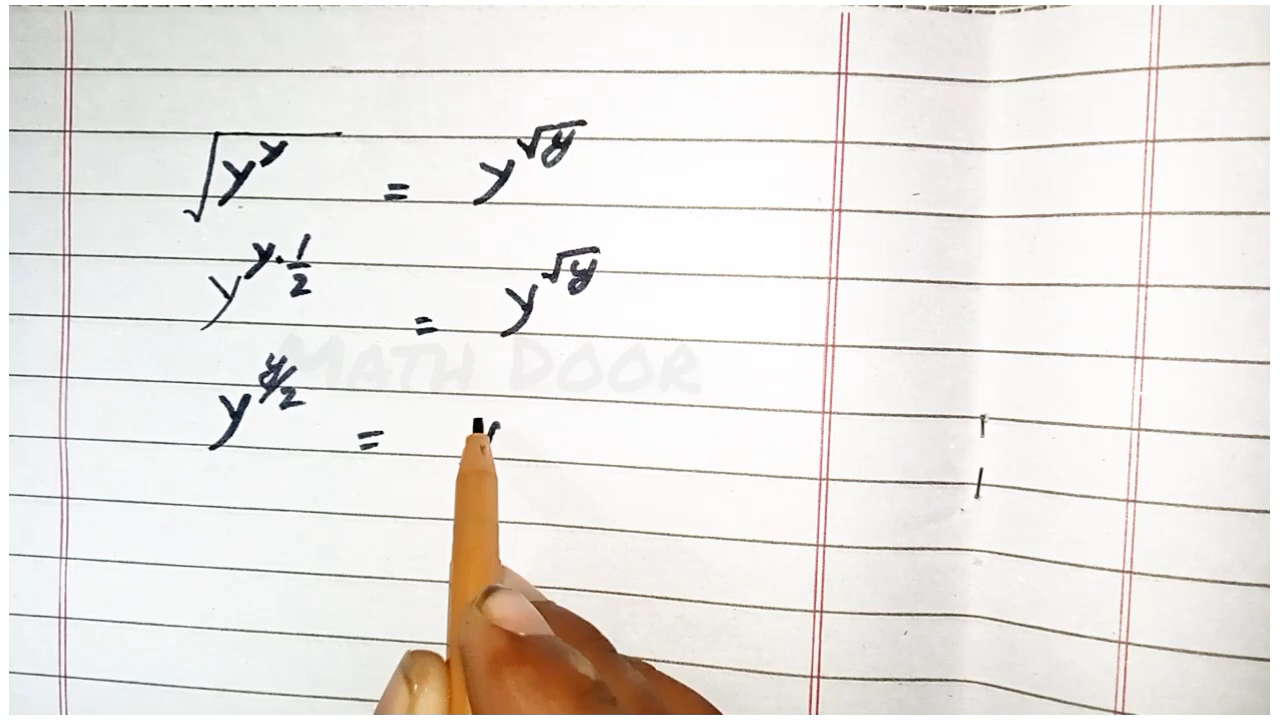 √(y^y) = y^√y
y^(y·1/2) = y^√y
MATH DOOR
y^(y/2) =